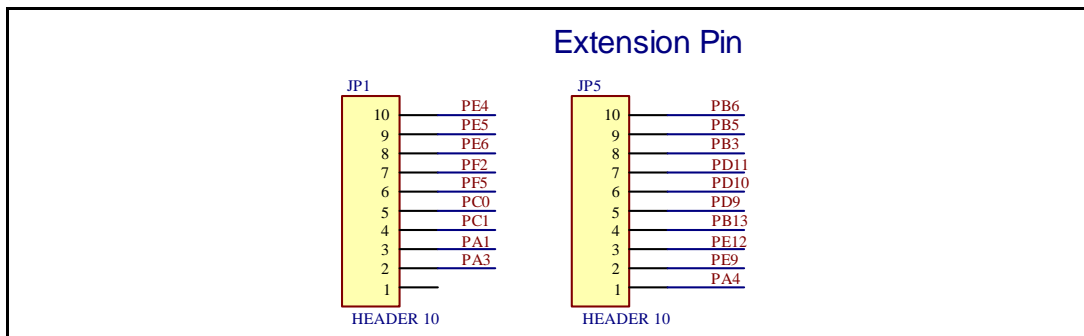 Extension Pin
JP1
10 PE4
9 PE5
8 PE6
7 PF2
6 PF5
5 PC0
4 PC1
3 PA1
2 PA3
1
HEADER 10
JP5
10 PB6
9 PB5
8 PB3
7 PD11
6 PD10
5 PD9
4 PB13
3 PE12
2 PE9
1 PA4
HEADER 10